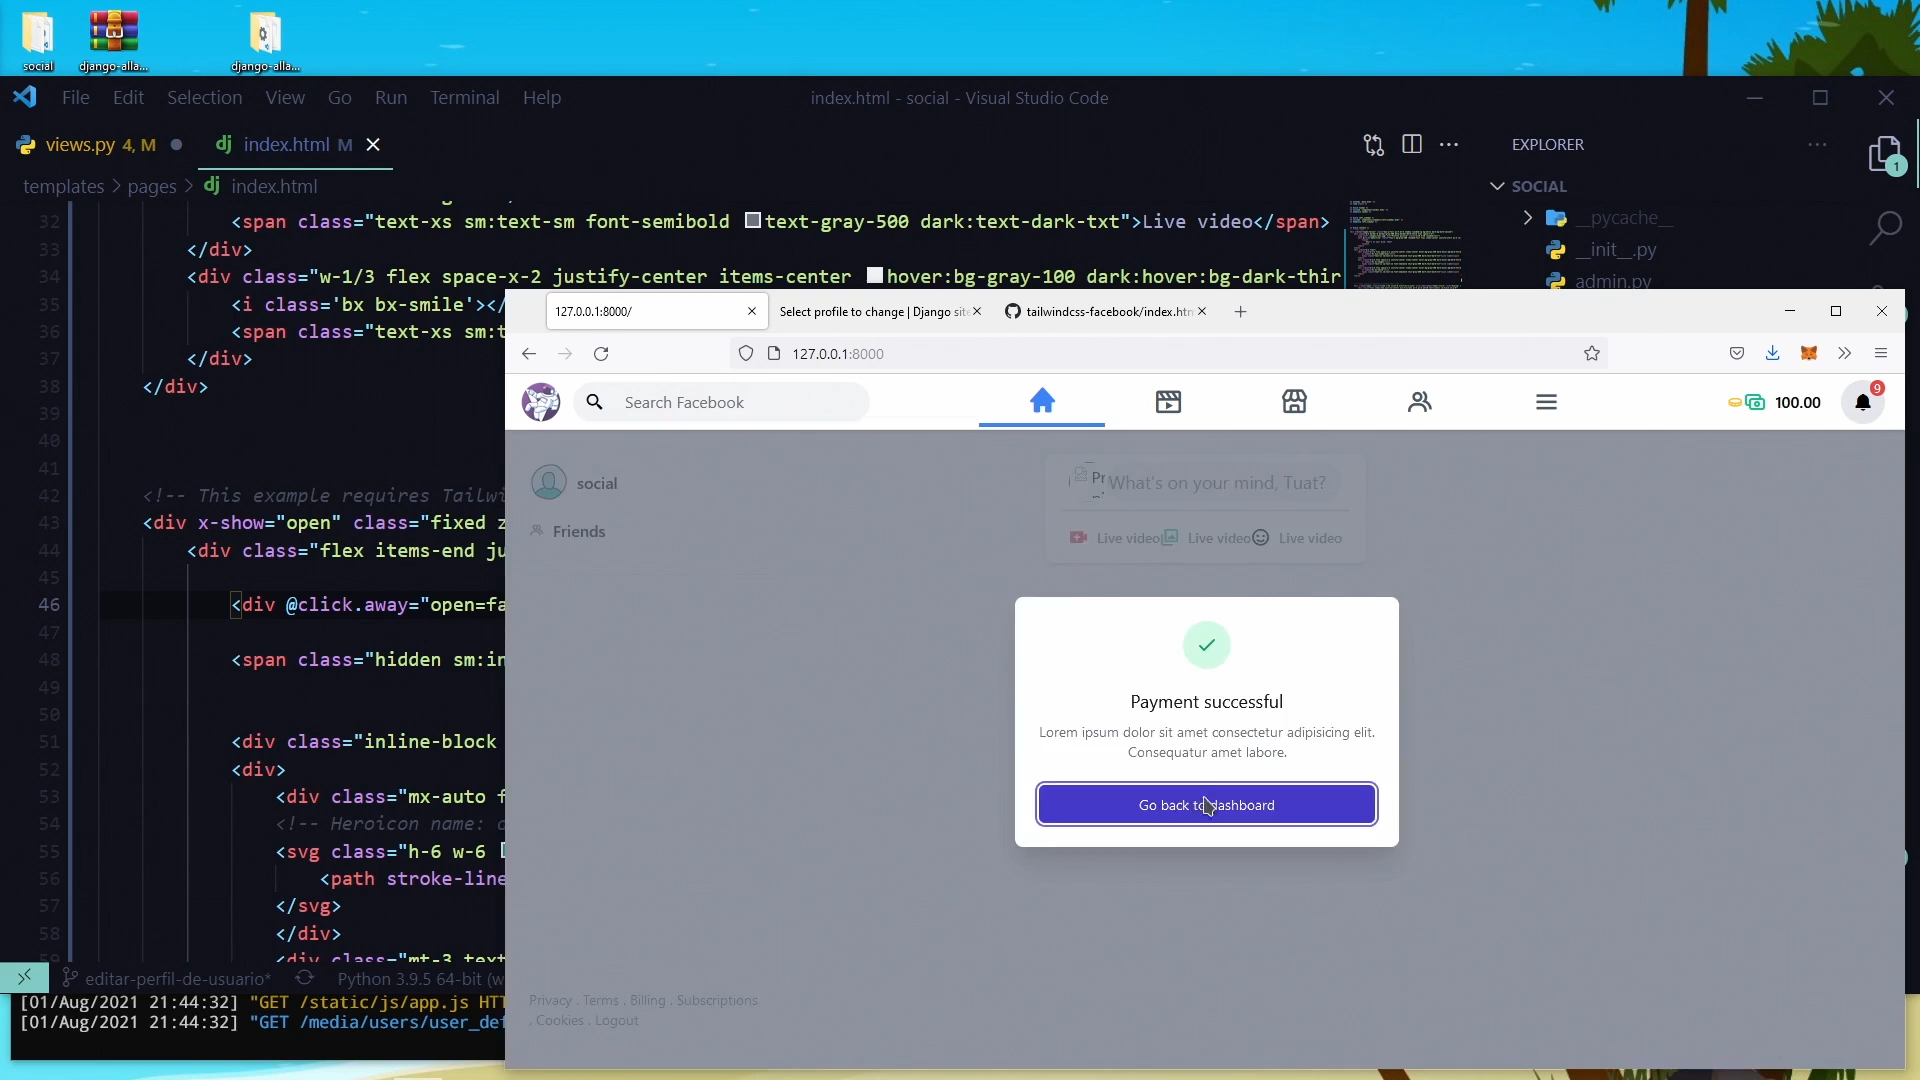 social
django-alla...
django-alla...
File Edit Selection View Go Run Terminal Help
index.html - social - Visual Studio Code
views.py 4, M
index.html M
EXPLORER
1
templates > pages > index.html
SOCIAL
__pycache__
__init__.py
admin.py
32 <span class="text-xs sm:text-sm font-semibold text-gray-500 dark:text-dark-txt">Live video</span>
33 </div>
34 <div class="w-1/3 flex space-x-2 justify-center items-center hover:bg-gray-100 dark:hover:bg-dark-thir
35 <i class='bx bx-smile'></
36 <span class="text-xs sm:t
37 </div>
38 </div>
39
40
41
42 <!-- This example requires Tailwi
43 <div x-show="open" class="fixed z
44 <div class="flex items-end ju
45
46 <div @click.away="open=fa
47
48 <span class="hidden sm:in
49
50
51 <div class="inline-block
52 <div>
53 <div class="mx-auto f
54 <!-- Heroicon name: o
55 <svg class="h-6 w-6
56 <path stroke-line
57 </svg>
58 </div>
59 <div class="mt-3 text
editar-perfil-de-usuario* Python 3.9.5 64-bit (w
[01/Aug/2021 21:44:32] "GET /static/js/app.js HTT
[01/Aug/2021 21:44:32] "GET /media/users/user_def
127.0.0.1:8000/
Select profile to change | Django site
tailwindcss-facebook/index.htm
127.0.0.1:8000
Search Facebook
100.00
9
social
Friends
Pr
What's on your mind, Tuat?
Live video
Live video
Live video
Payment successful
Lorem ipsum dolor sit amet consectetur adipisicing elit.
Consequatur amet labore.
Go back to dashboard
Privacy . Terms . Billing . Subscriptions
. Cookies . Logout